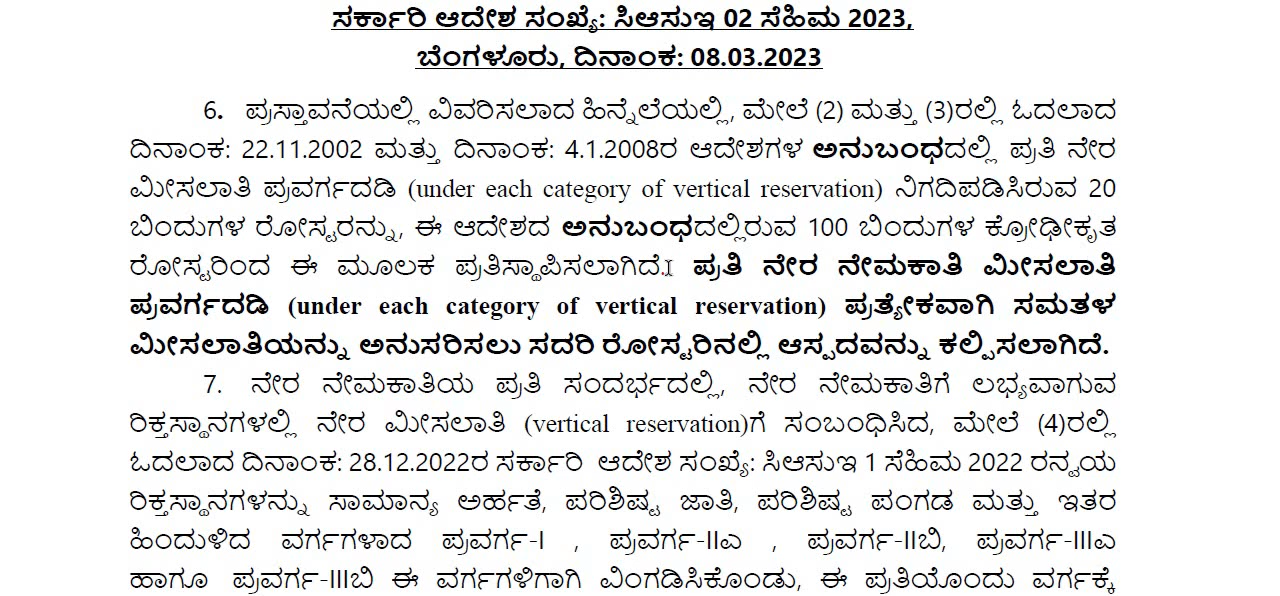 ಸರ್ಕಾರಿ ಆದೇಶ ಸಂಖ್ಯೆ: ಸಿಆಸುಇ 02 ಸೆಹಿಮ 2023,
ಬೆಂಗಳೂರು, ದಿನಾಂಕ: 08.03.2023
6. ಪ್ರಸ್ತಾವನೆಯಲ್ಲಿ ವಿವರಿಸಲಾದ ಹಿನ್ನೆಲೆಯಲ್ಲಿ, ಮೇಲೆ (2) ಮತ್ತು (3)ರಲ್ಲಿ ಓದಲಾದ
ದಿನಾಂಕ: 22.11.2002 ಮತ್ತು ದಿನಾಂಕ: 4.1.2008ರ ಆದೇಶಗಳ ಅನುಬಂಧದಲ್ಲಿ ಪ್ರತಿ ನೇರ
ಮೀಸಲಾತಿ ಪ್ರವರ್ಗದಡಿ (under each category of vertical reservation) ನಿಗದಿಪಡಿಸಿರುವ 20
ಬಿಂದುಗಳ ರೋಸ್ಟರನ್ನು, ಈ ಆದೇಶದ ಅನುಬಂಧದಲ್ಲಿರುವ 100 ಬಿಂದುಗಳ ಕ್ರೋಢೀಕೃತ
ರೋಸ್ಟರಿಂದ ಈ ಮೂಲಕ ಪ್ರತಿಸ್ಥಾಪಿಸಲಾಗಿದೆ. ಪ್ರತಿ ನೇರ ನೇಮಕಾತಿ ಮೀಸಲಾತಿ
ಪ್ರವರ್ಗದಡಿ (under each category of vertical reservation) ಪ್ರತ್ಯೇಕವಾಗಿ ಸಮತಳ
ಮೀಸಲಾತಿಯನ್ನು ಅನುಸರಿಸಲು ಸದರಿ ರೋಸ್ಟರಿನಲ್ಲಿ ಆಸ್ಪದವನ್ನು ಕಲ್ಪಿಸಲಾಗಿದೆ.
7. ನೇರ ನೇಮಕಾತಿಯ ಪ್ರತಿ ಸಂದರ್ಭದಲ್ಲಿ, ನೇರ ನೇಮಕಾತಿಗೆ ಲಭ್ಯವಾಗುವ
ರಿಕ್ತಸ್ಥಾನಗಳಲ್ಲಿ ನೇರ ಮೀಸಲಾತಿ (vertical reservation)ಗೆ ಸಂಬಂಧಿಸಿದ, ಮೇಲೆ (4)ರಲ್ಲಿ
ಓದಲಾದ ದಿನಾಂಕ: 28.12.2022ರ ಸರ್ಕಾರಿ ಆದೇಶ ಸಂಖ್ಯೆ: ಸಿಆಸುಇ 1 ಸೆಹಿಮ 2022 ರನ್ವಯ
ರಿಕ್ತಸ್ಥಾನಗಳನ್ನು ಸಾಮಾನ್ಯ ಅರ್ಹತೆ, ಪರಿಶಿಷ್ಟ ಜಾತಿ, ಪರಿಶಿಷ್ಟ ಪಂಗಡ ಮತ್ತು ಇತರ
ಹಿಂದುಳಿದ ವರ್ಗಗಳಾದ ಪ್ರವರ್ಗ-I , ಪ್ರವರ್ಗ-IIಎ , ಪ್ರವರ್ಗ-IIಬಿ, ಪ್ರವರ್ಗ-IIIಎ
ಹಾಗೂ ಪ್ರವರ್ಗ-IIIಬಿ ಈ ವರ್ಗಗಳಿಗಾಗಿ ವಿಂಗಡಿಸಿಕೊಂಡು, ಈ ಪ್ರತಿಯೊಂದು ವರ್ಗಕ್ಕೆ